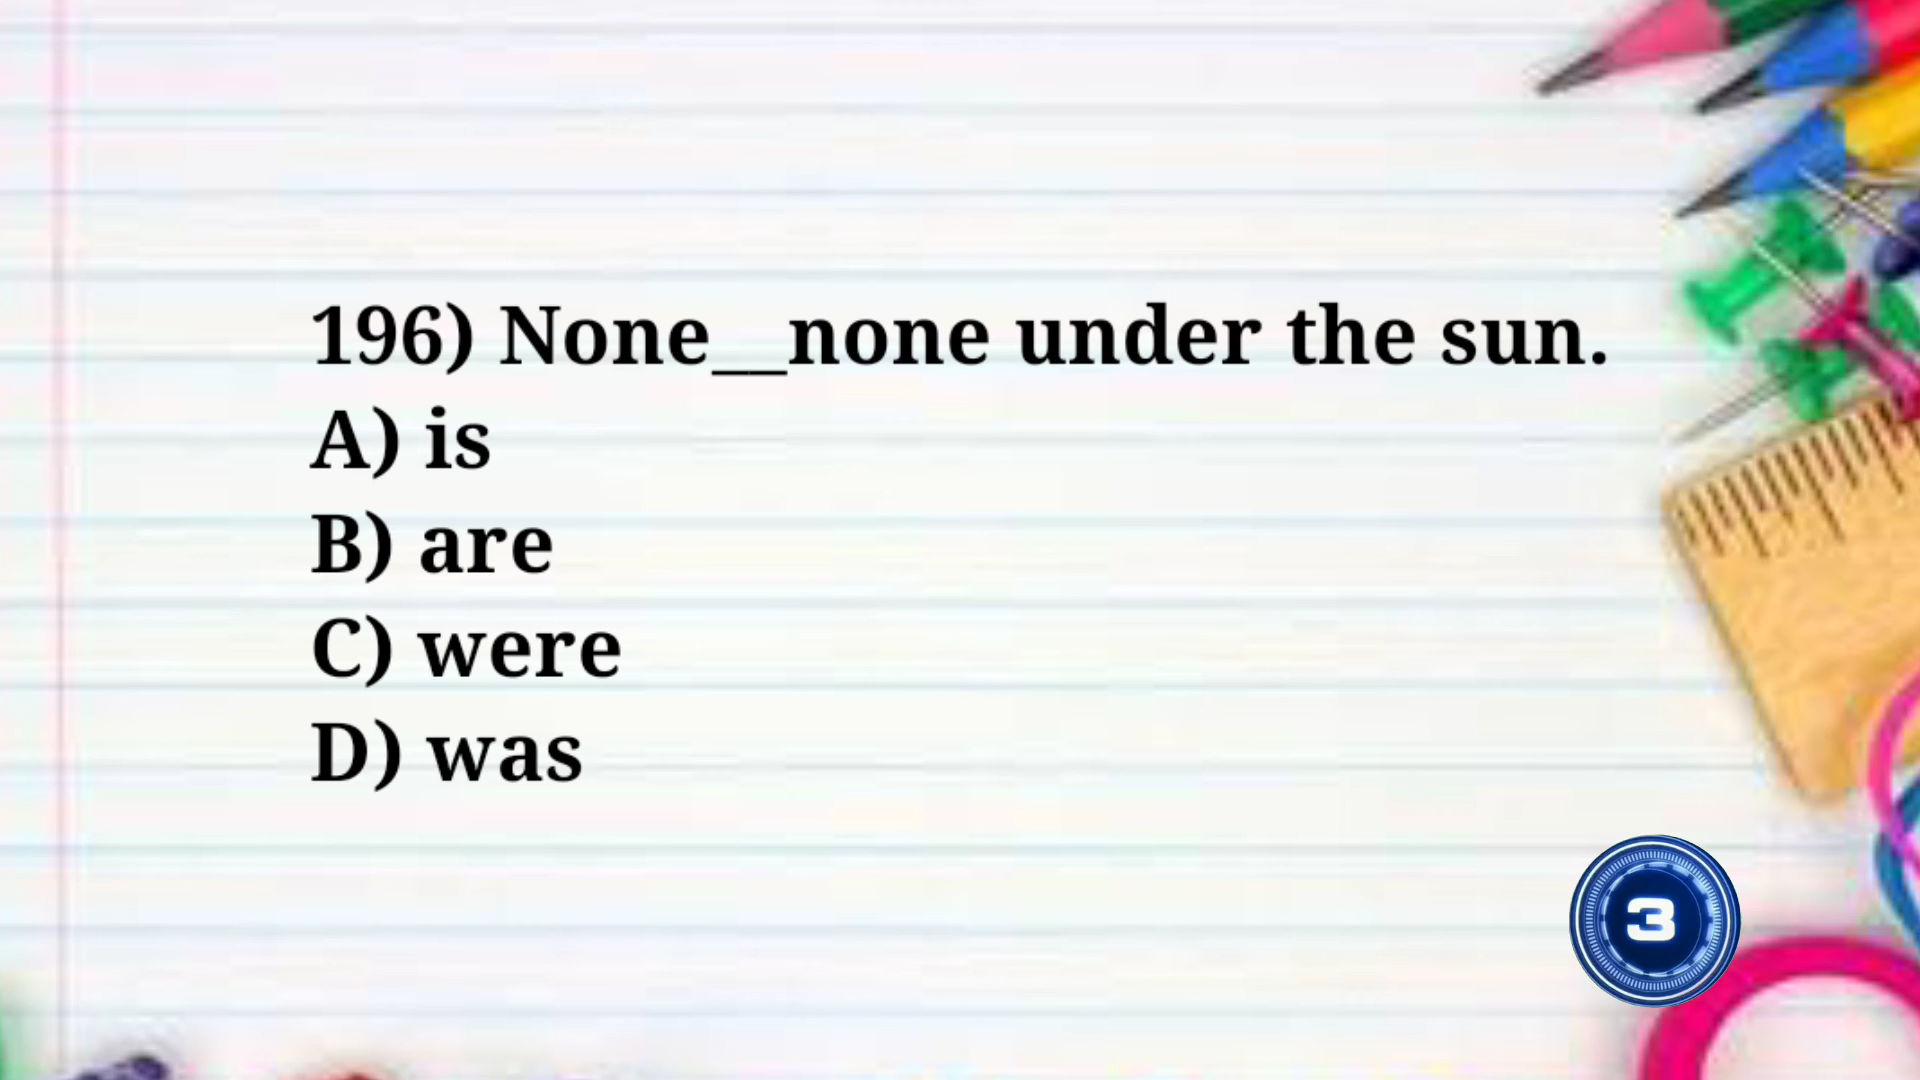 196) None__none under the sun.
A) is
B) are
C) were
D) was
3